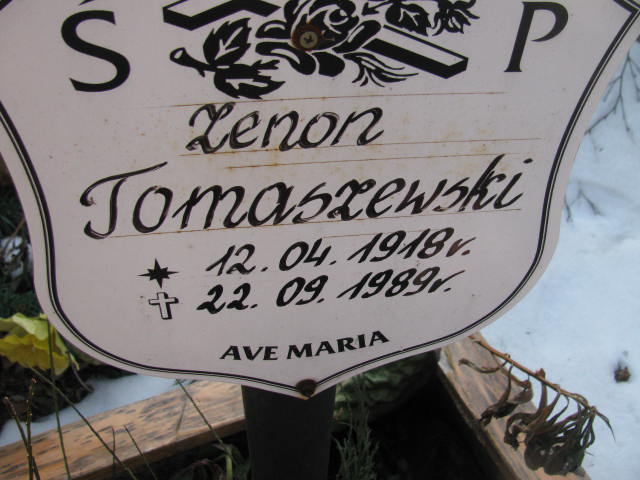 Ś P
Zenon
Tomaszewski
12.04.1918r.
22.09.1989r.
AVE MARIA